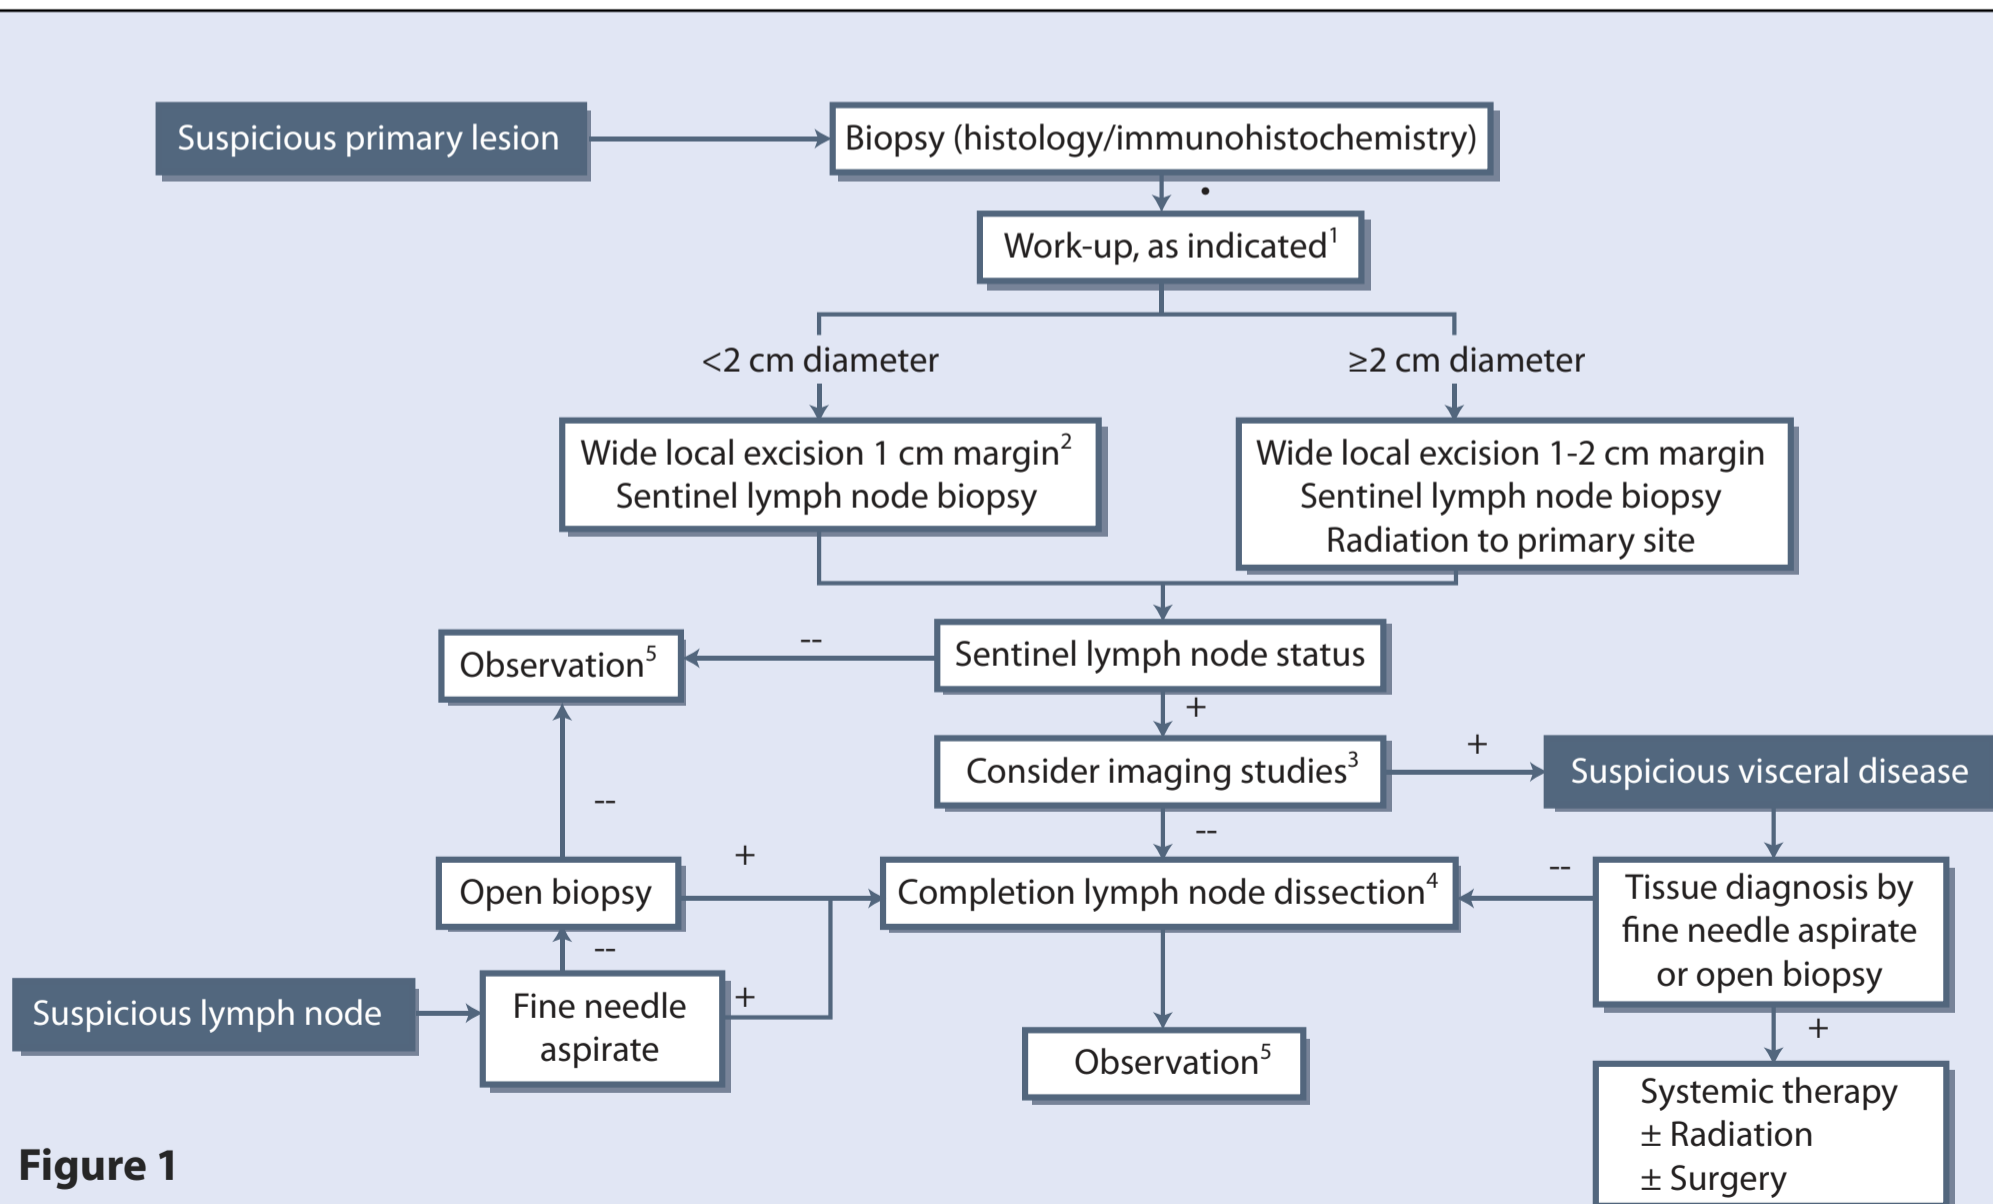 Suspicious primary lesion
Biopsy (histology/immunohistochemistry)
Work-up, as indicated1
<2 cm diameter
≥2 cm diameter
Wide local excision 1 cm margin2
Sentinel lymph node biopsy
Wide local excision 1-2 cm margin
Sentinel lymph node biopsy
Radiation to primary site
Observation5
--
Sentinel lymph node status
+
Consider imaging studies3
+
Suspicious visceral disease
--
--
Open biopsy
+
Completion lymph node dissection4
--
Tissue diagnosis by
fine needle aspirate
or open biopsy
--
Suspicious lymph node
Fine needle
aspirate
+
Observation5
+
Systemic therapy
± Radiation
± Surgery
Figure 1